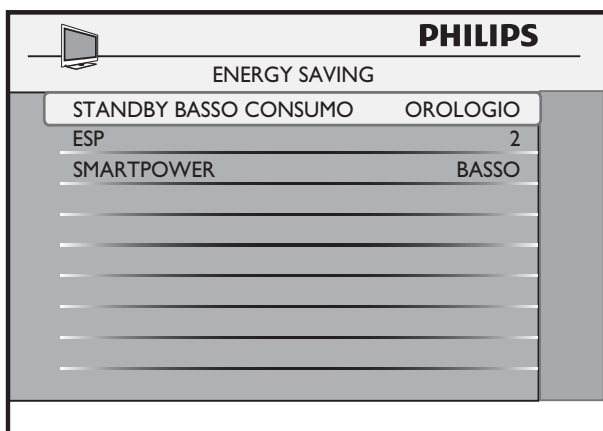 PHILIPS
ENERGY SAVING
STANDBY BASSO CONSUMO OROLOGIO
ESP 2
SMARTPOWER BASSO